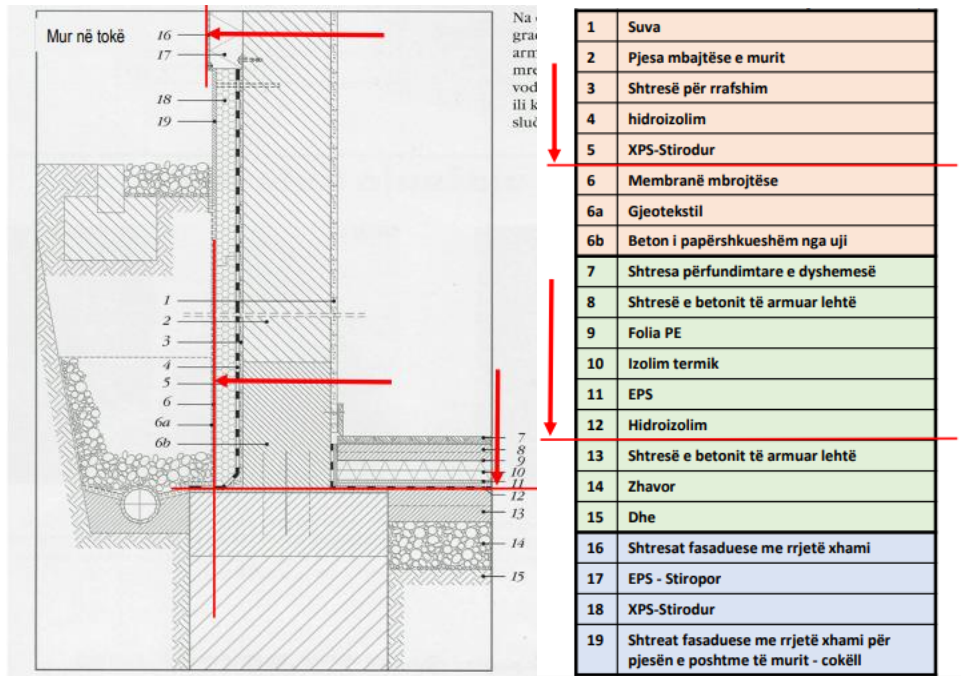 Mur në tokë
16
17
18
19
1
2
3
4
5
6
6a
6b
7
8
9
10
11
12
13
14
15
Na
grad
arm
mre
vod
ili k
sluč
1 Suva
2 Pjesa mbajtëse e murit
3 Shtresë për rrafshim
4 hidroizolim
5 XPS-Stirodur
6 Membranë mbrojtëse
6a Gjeotekstil
6b Beton i papërshkueshëm nga uji
7 Shtresa përfundimtare e dyshemesë
8 Shtresë e betonit të armuar lehtë
9 Folia PE
10 Izolim termik
11 EPS
12 Hidroizolim
13 Shtresë e betonit të armuar lehtë
14 Zhavor
15 Dhe
16 Shtresat fasaduese me rrjetë xhami
17 EPS - Stiropor
18 XPS-Stirodur
19 Shtreat fasaduese me rrjetë xhami për
pjesën e poshtme të murit - cokëll